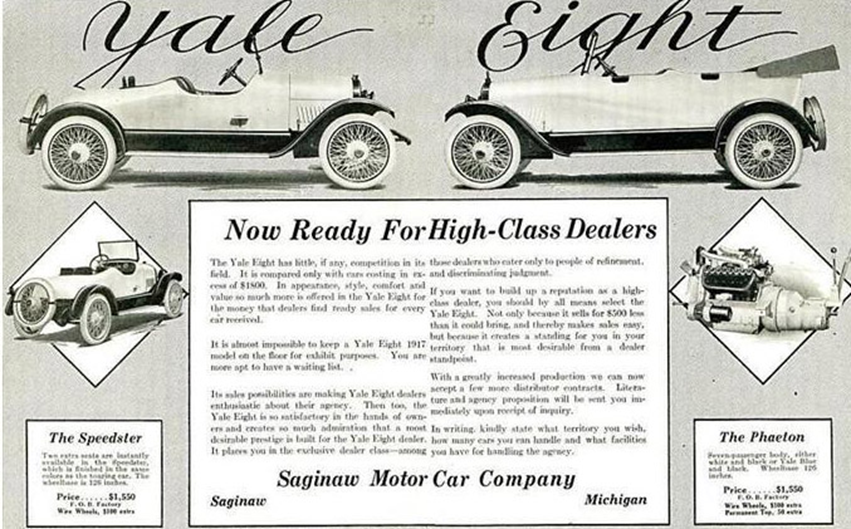 Yale Eight
Now Ready For High-Class Dealers
The Yale Eight has little, if any, competition in its
field. It is compared only with cars costing in ex-
cess of $1800. In appearance, style, comfort and
value so much more is offered in the Yale Eight for
the money that dealers find ready sales for every
car received.
It is almost impossible to keep a Yale Eight 1917
model on the floor for exhibit purposes. You are
more apt to have a waiting list. .
Its sales possibilities are making Yale Eight dealers
enthusiastic about their agency. Then too, the
Yale Eight is so satisfactory in the hands of own-
ers and creates so much admiration that a most
desirable prestige is built for the Yale Eight dealer.
It places you in the exclusive dealer class—among
those dealers who cater only to people of refinement,
and discriminating judgment.
If you want to build up a reputation as a high-
class dealer, you should by all means select the
Yale Eight. Not only because it sells for $500 less
than it could bring, and thereby makes sales easy,
but because it creates a standing for you in your
territory that is most desirable from a dealer
standpoint.
With a greatly increased production we can now
accept a few more distributor contracts. Litera-
ture and agency proposition will be sent you im-
mediately upon receipt of inquiry.
In writing, kindly state what territory you wish,
how many cars you can handle and what facilities
you have for handling the agency.
Saginaw Motor Car Company
Saginaw Michigan
The Speedster
Two extra seats are instantly
available in the Speedster,
which is finished in the same
colors as the touring car. The
wheelbase is 126 inches.
Price......$1,550
F. O. B. Factory
Wire Wheels, $100 extra
The Phaeton
Seven-passenger body, either
white and black or Yale Blue
and black. Wheelbase 126
inches.
Price......$1,550
F. O. B. Factory
Wire Wheels, $100 extra
Permanent Top, 50 extra